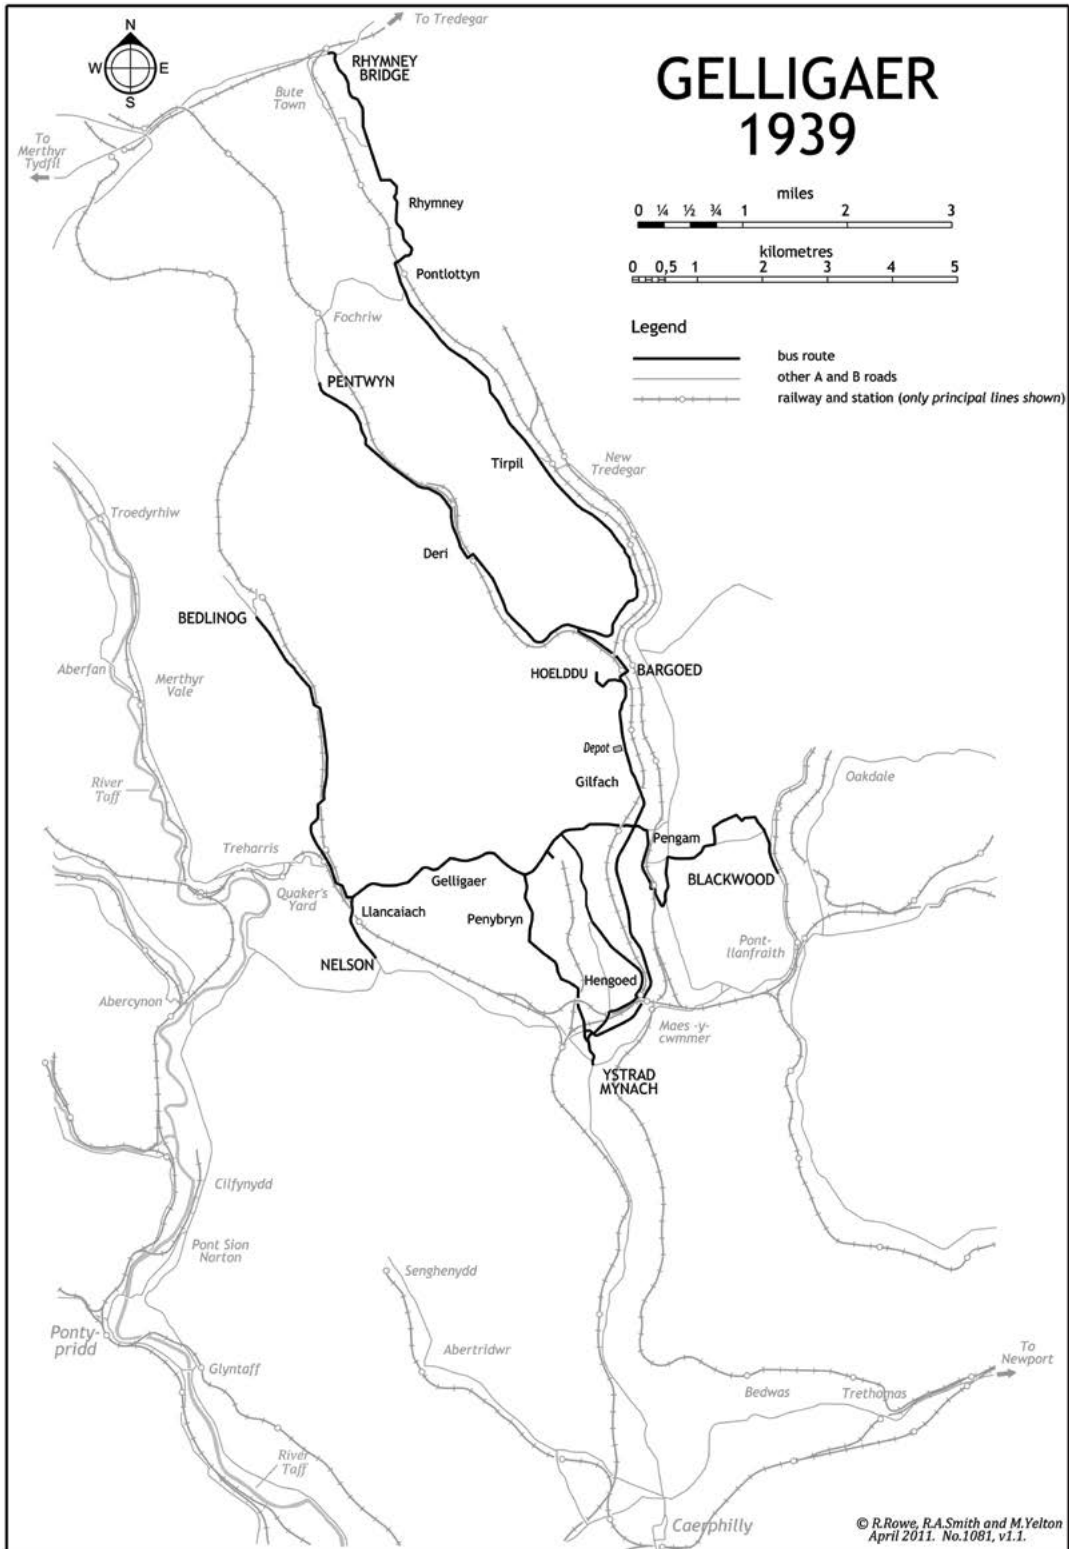 To Tredegar
N
W
E
S
RHYMNEY
BRIDGE
Bute
Town
GELLIGAER
1939
To
Merthyr
Tydfil
miles
0 ¼ ½ ¾ 1 2 3
kilometres
0 0,5 1 2 3 4 5
Rhymney
Pontlottyn
Fochriw
Legend
bus route
other A and B roads
railway and station (only principal lines shown)
PENTWYN
Tirpil
New
Tredegar
Troedyrhiw
Deri
BEDLINOG
Aberfan
Merthyr
Vale
HOELDDU
BARGOED
Depot
Gilfach
River
Taff
Oakdale
Treharris
Pengam
Quaker's
Yard
Gelligaer
BLACKWOOD
Llancaiach
Penybryn
Pont-
llanfraith
NELSON
Hengoed
Abercynon
Maes -y-
cwmmer
YSTRAD
MYNACH
Cilfynydd
Pont Sion
Norton
Senghenydd
Ponty-
pridd
Abertridwr
Glyntaff
To
Newport
Bedwas
Trethomas
River
Taff
Caerphilly
© R.Rowe, R.A.Smith and M.Yelton
April 2011. No.1081, v1.1.